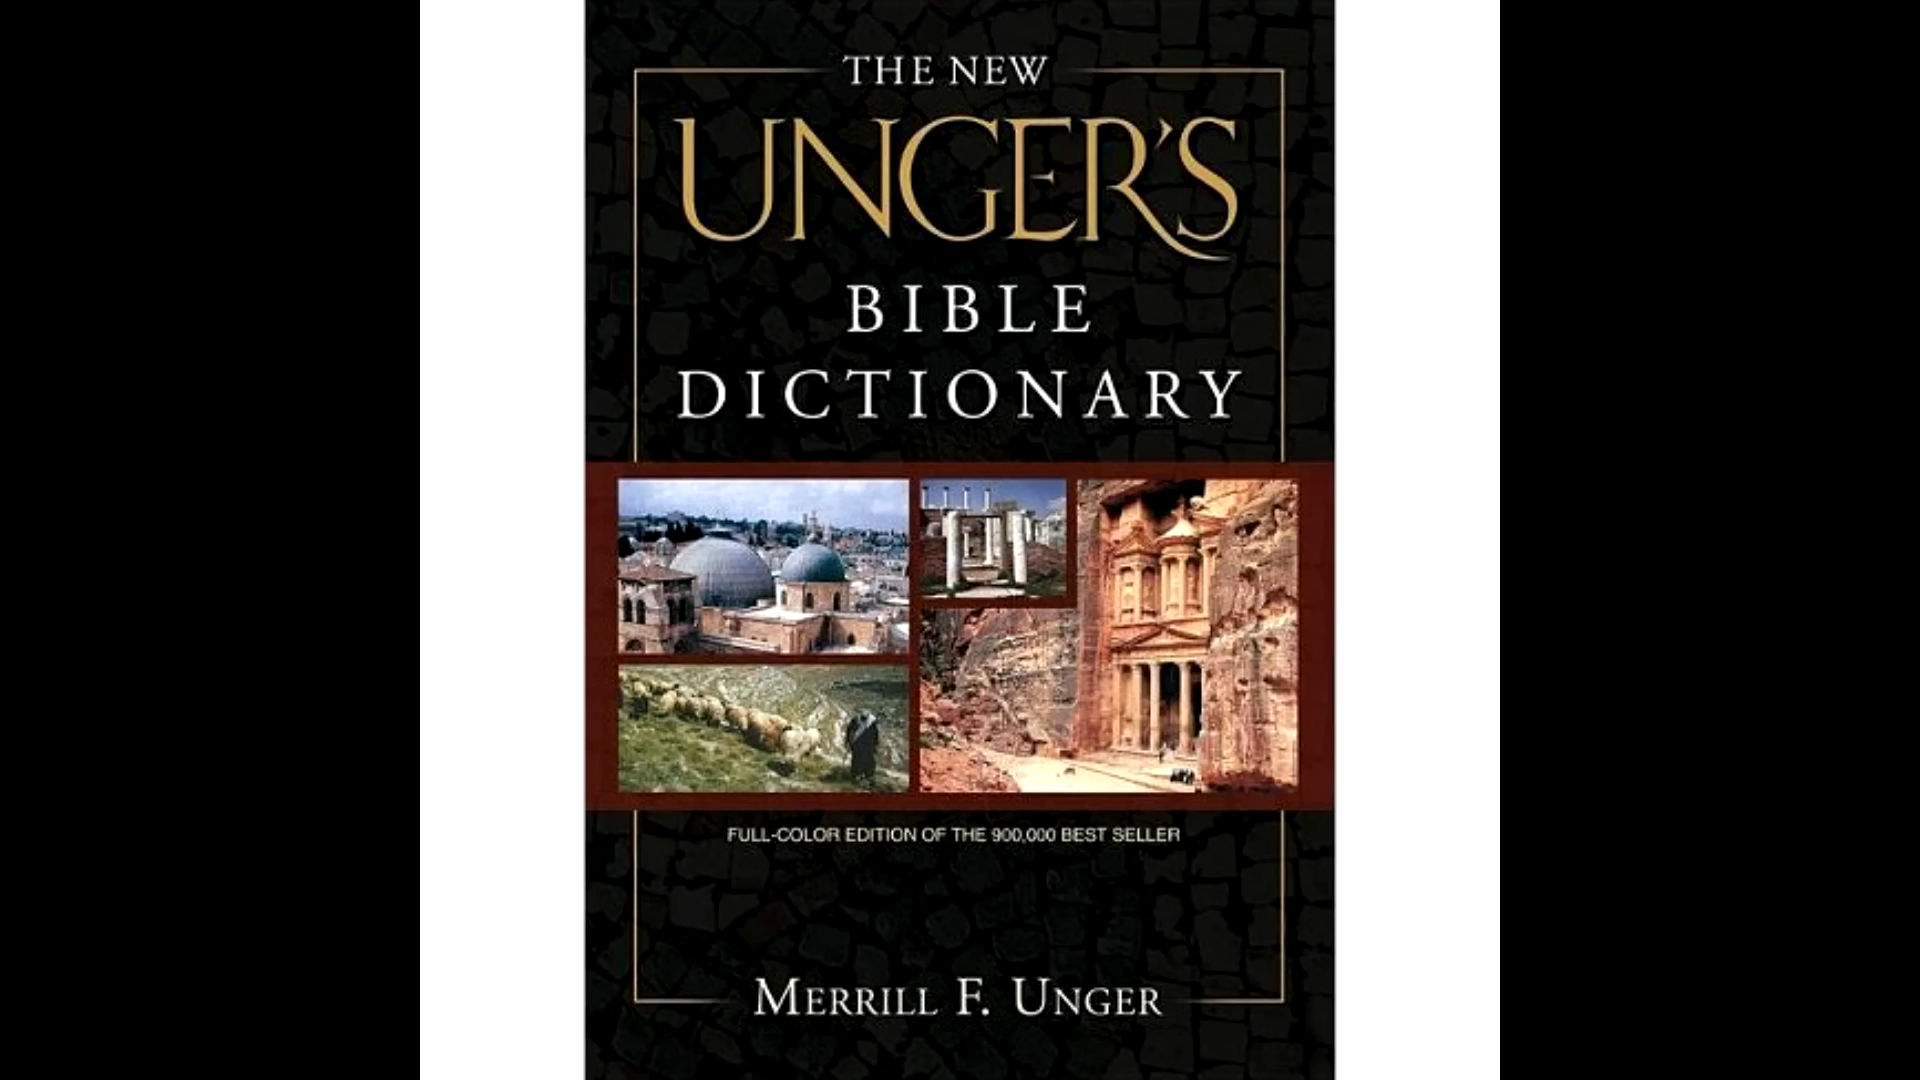 THE NEW
UNGER'S
BIBLE
DICTIONARY
FULL-COLOR EDITION OF THE 900,000 BEST SELLER
MERRILL F. UNGER